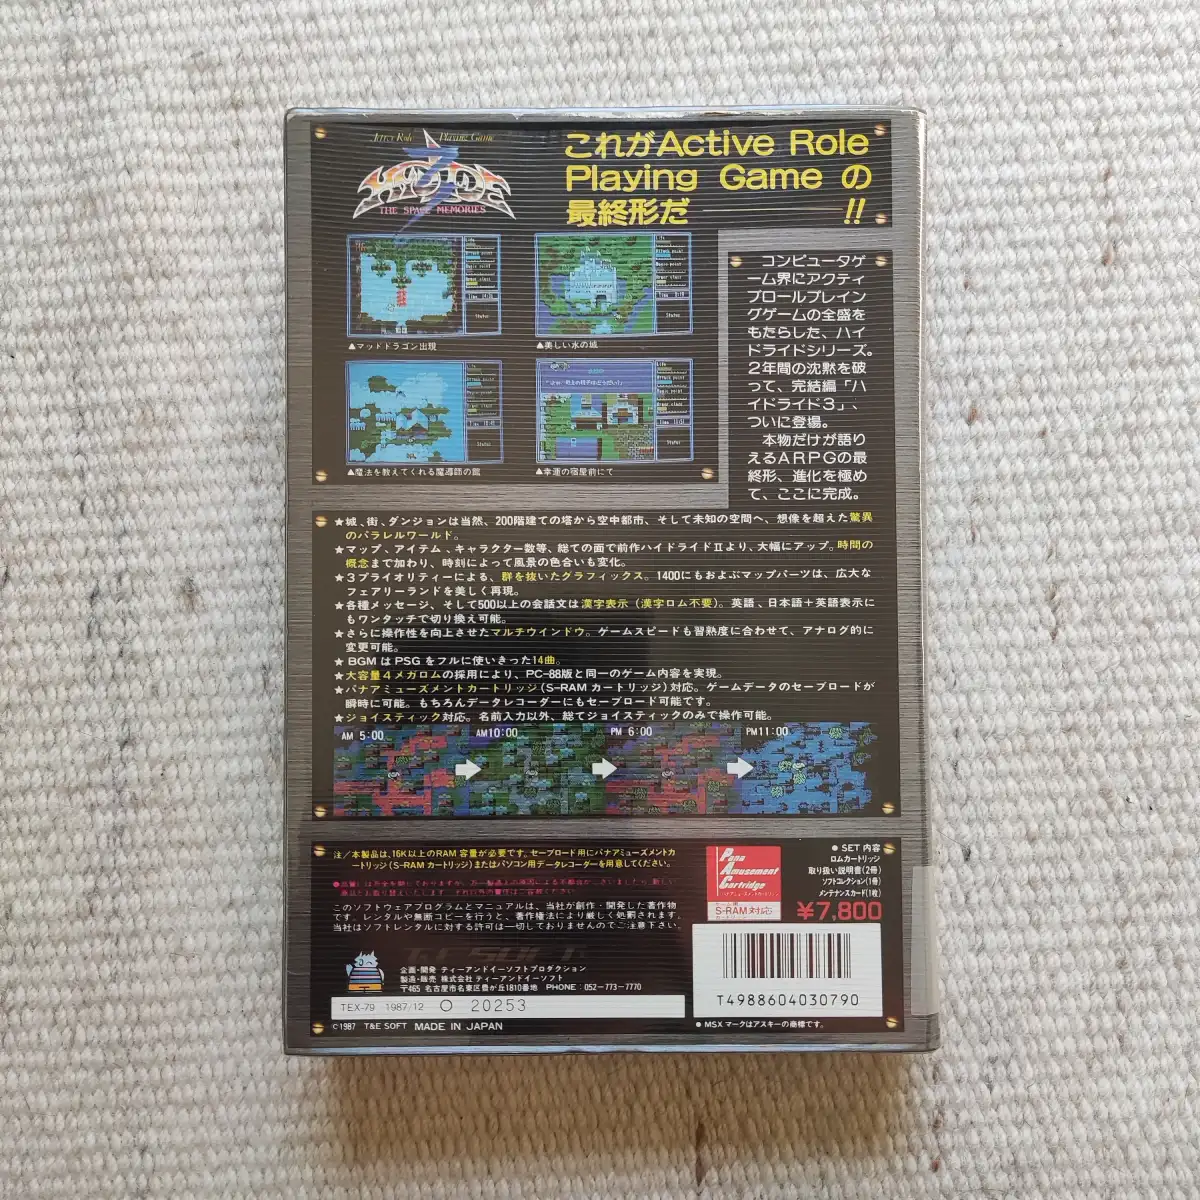 Playing Game
3
HYDLIDE
THE SPACE MEMORIES
これがActive Role
Playing Game の
最終形だ――!!
▲マッドドラゴン出現
▲美しい水の城
▲魔法を教えてくれる魔導師の館
▲幸運の宿屋前にて
コンピュータゲ
ーム界にアクティ
ブロールプレイン
グゲームの全盛を
もたらした、ハイ
ドライドシリーズ。
2年間の沈黙を破
って、完結編「ハ
イドライド3」、
ついに登場。
本物だけが語り
えるARPGの最
終形、進化を極め
て、ここに完成。
★城、街、ダンジョンは当然、200階建ての塔から空中都市、そして未知の空間へ、想像を超えた驚異
のパラレルワールド。
★マップ、アイテム、キャラクター数等、総ての面で前作ハイドライドⅡより、大幅にアップ。時間の
概念まで加わり、時刻によって風景の色合いも変化。
★3プライオリティーによる、群を抜いたグラフィックス。1400にもおよぶマップパーツは、広大な
フェアリーランドを美しく再現。
★各種メッセージ、そして500以上の会話文は漢字表示(漢字ロム不要)。英語、日本語+英語表示に
もワンタッチで切り換え可能。
★さらに操作性を向上させたマルチウインドウ。ゲームスピードも習熟度に合わせて、アナログ的に
変更可能。
★BGMはPSGをフルに使いきった14曲。
★大容量4メガロムの採用により、PC-88版と同一のゲーム内容を実現。
★パナアミューズメントカートリッジ(S-RAMカートリッジ)対応。ゲームデータのセーブロードが
瞬時に可能。もちろんデータレコーダーにもセーブロード可能です。
★ジョイスティック対応。名前入力以外、総てジョイスティックのみで操作可能。
AM 5:00
AM10:00
PM 6:00
PM11:00
注/本製品は、16K以上のRAM容量が必要です。セーブロード用にパナアミューズメントカ
ートリッジ(S-RAMカートリッジ)またはパソコン用データレコーダーを用意してください。
このソフトウェアプログラムとマニュアルは、当社が創作・開発した著作物
です。レンタルや無断コピーを行うと、著作権法により厳しく処罰されます。
当社はソフトレンタルに対する許可は一切しておりませんのでご注意下さい。
Pana
Amusement
Cartridge
S-RAM対応
● SET 内容
ロムカートリッジ
取り扱い説明書(2冊)
ソフトコレクション(1冊)
メンテナンスカード(1枚)
¥7,800
企画・開発 ティーアンドイーソフトプロダクション
製造・販売 株式会社ティーアンドイーソフト
〒465 名古屋市名東区豊が丘1810番地 PHONE:052-773-7770
TEX-79 1987/12 ○ 20253
©1987 T&E SOFT MADE IN JAPAN
T4988604030790
● MSXマークはアスキーの商標です。